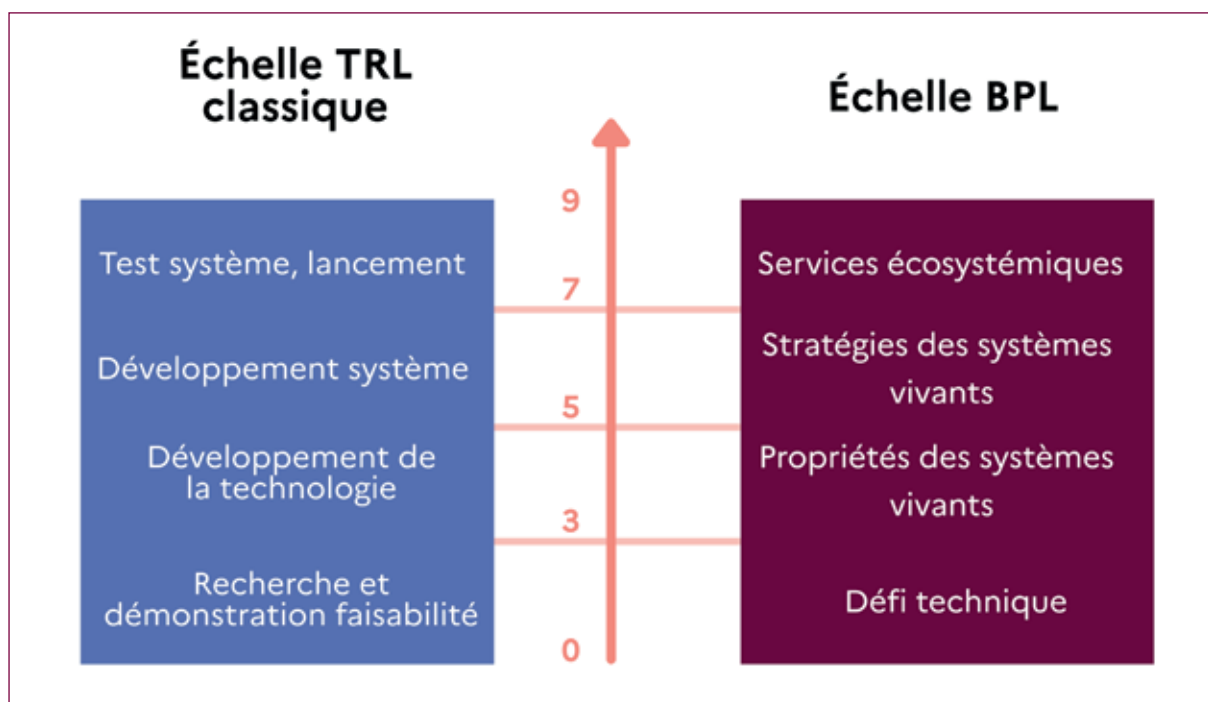 Échelle TRL
classique
Test système, lancement
Développement système
Développement de
la technologie
Recherche et
démonstration faisabilité
9
7
5
3
0
Échelle BPL
Services écosystémiques
Stratégies des systèmes
vivants
Propriétés des systèmes
vivants
Défi technique